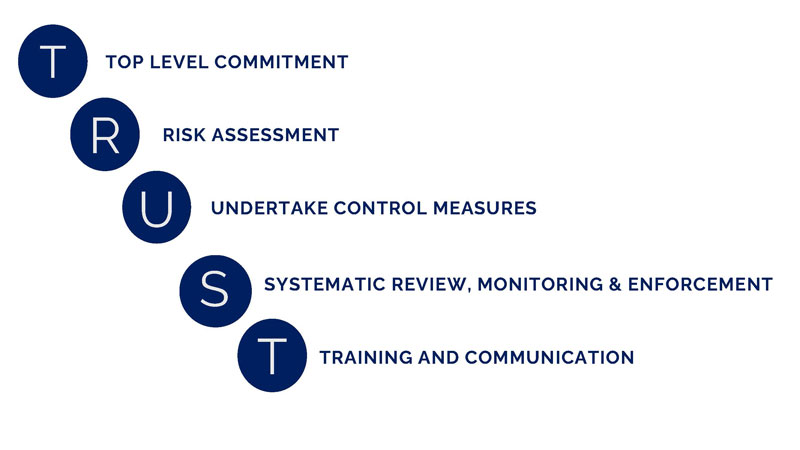 T TOP LEVEL COMMITMENT
R RISK ASSESSMENT
U UNDERTAKE CONTROL MEASURES
S SYSTEMATIC REVIEW, MONITORING & ENFORCEMENT
T TRAINING AND COMMUNICATION